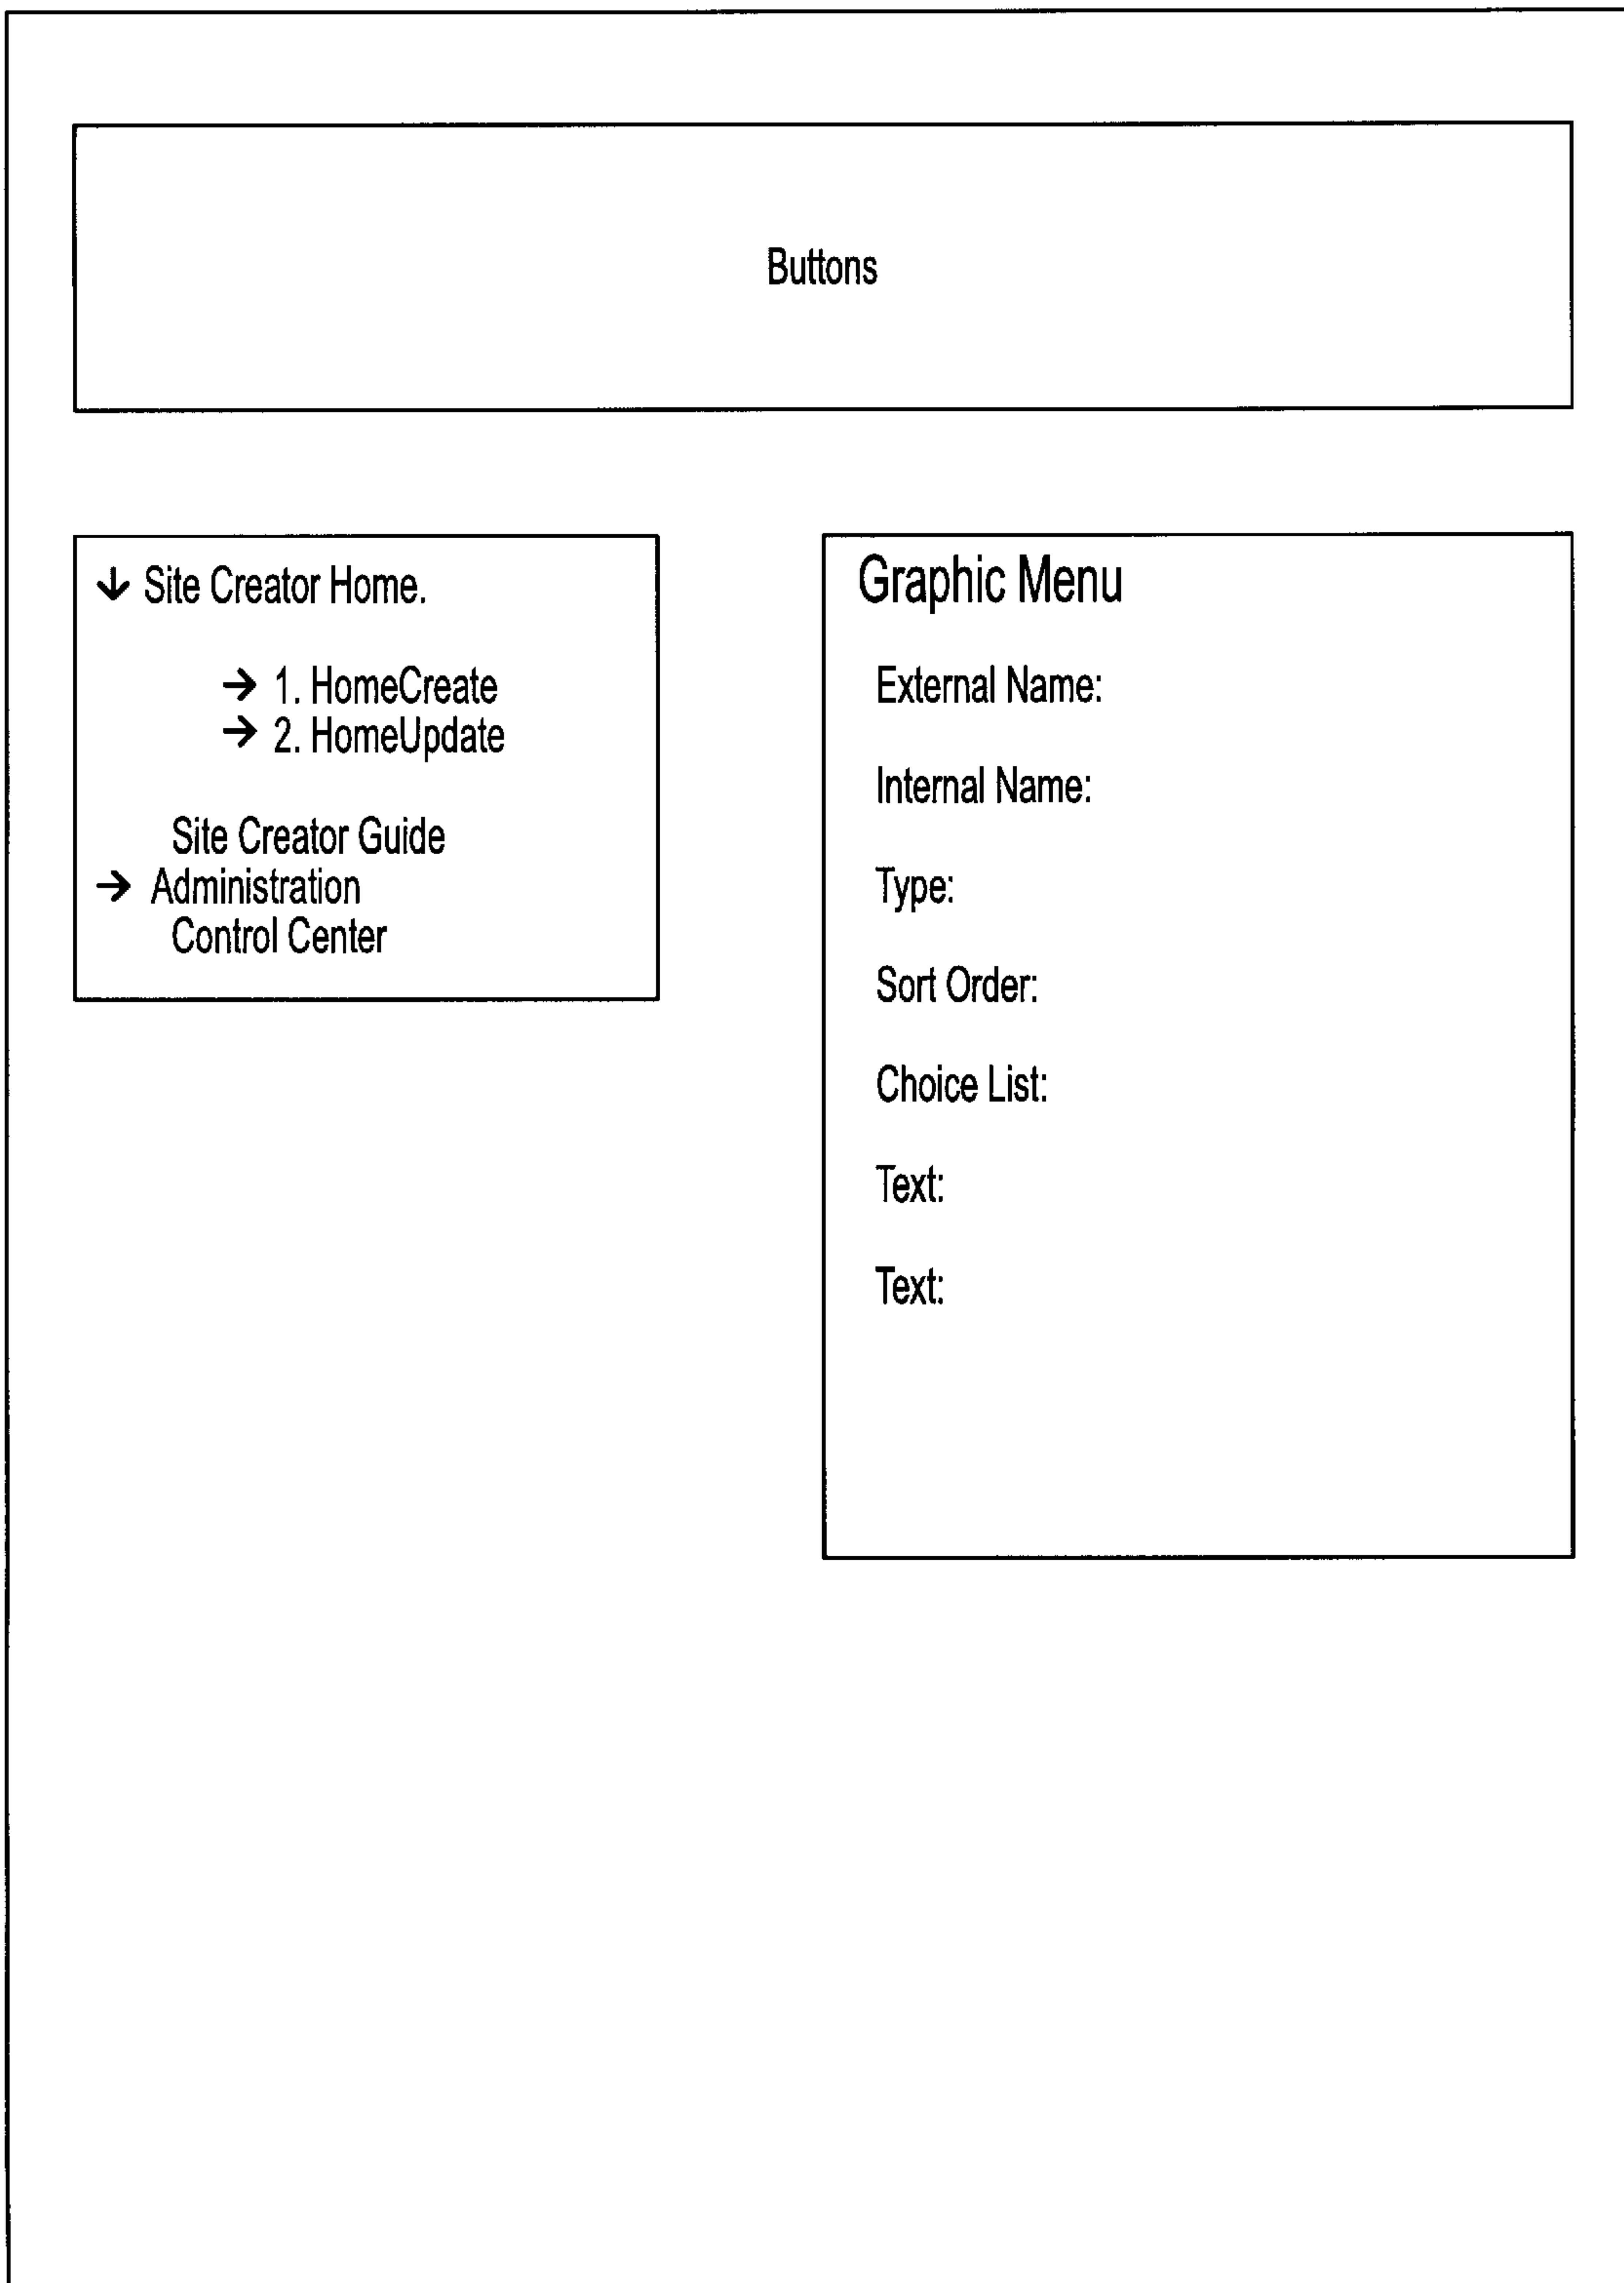 Buttons
↓ Site Creator Home.
→ 1. HomeCreate
→ 2. HomeUpdate
Site Creator Guide
→ Administration
Control Center
Graphic Menu
External Name:
Internal Name:
Type:
Sort Order:
Choice List:
Text:
Text: